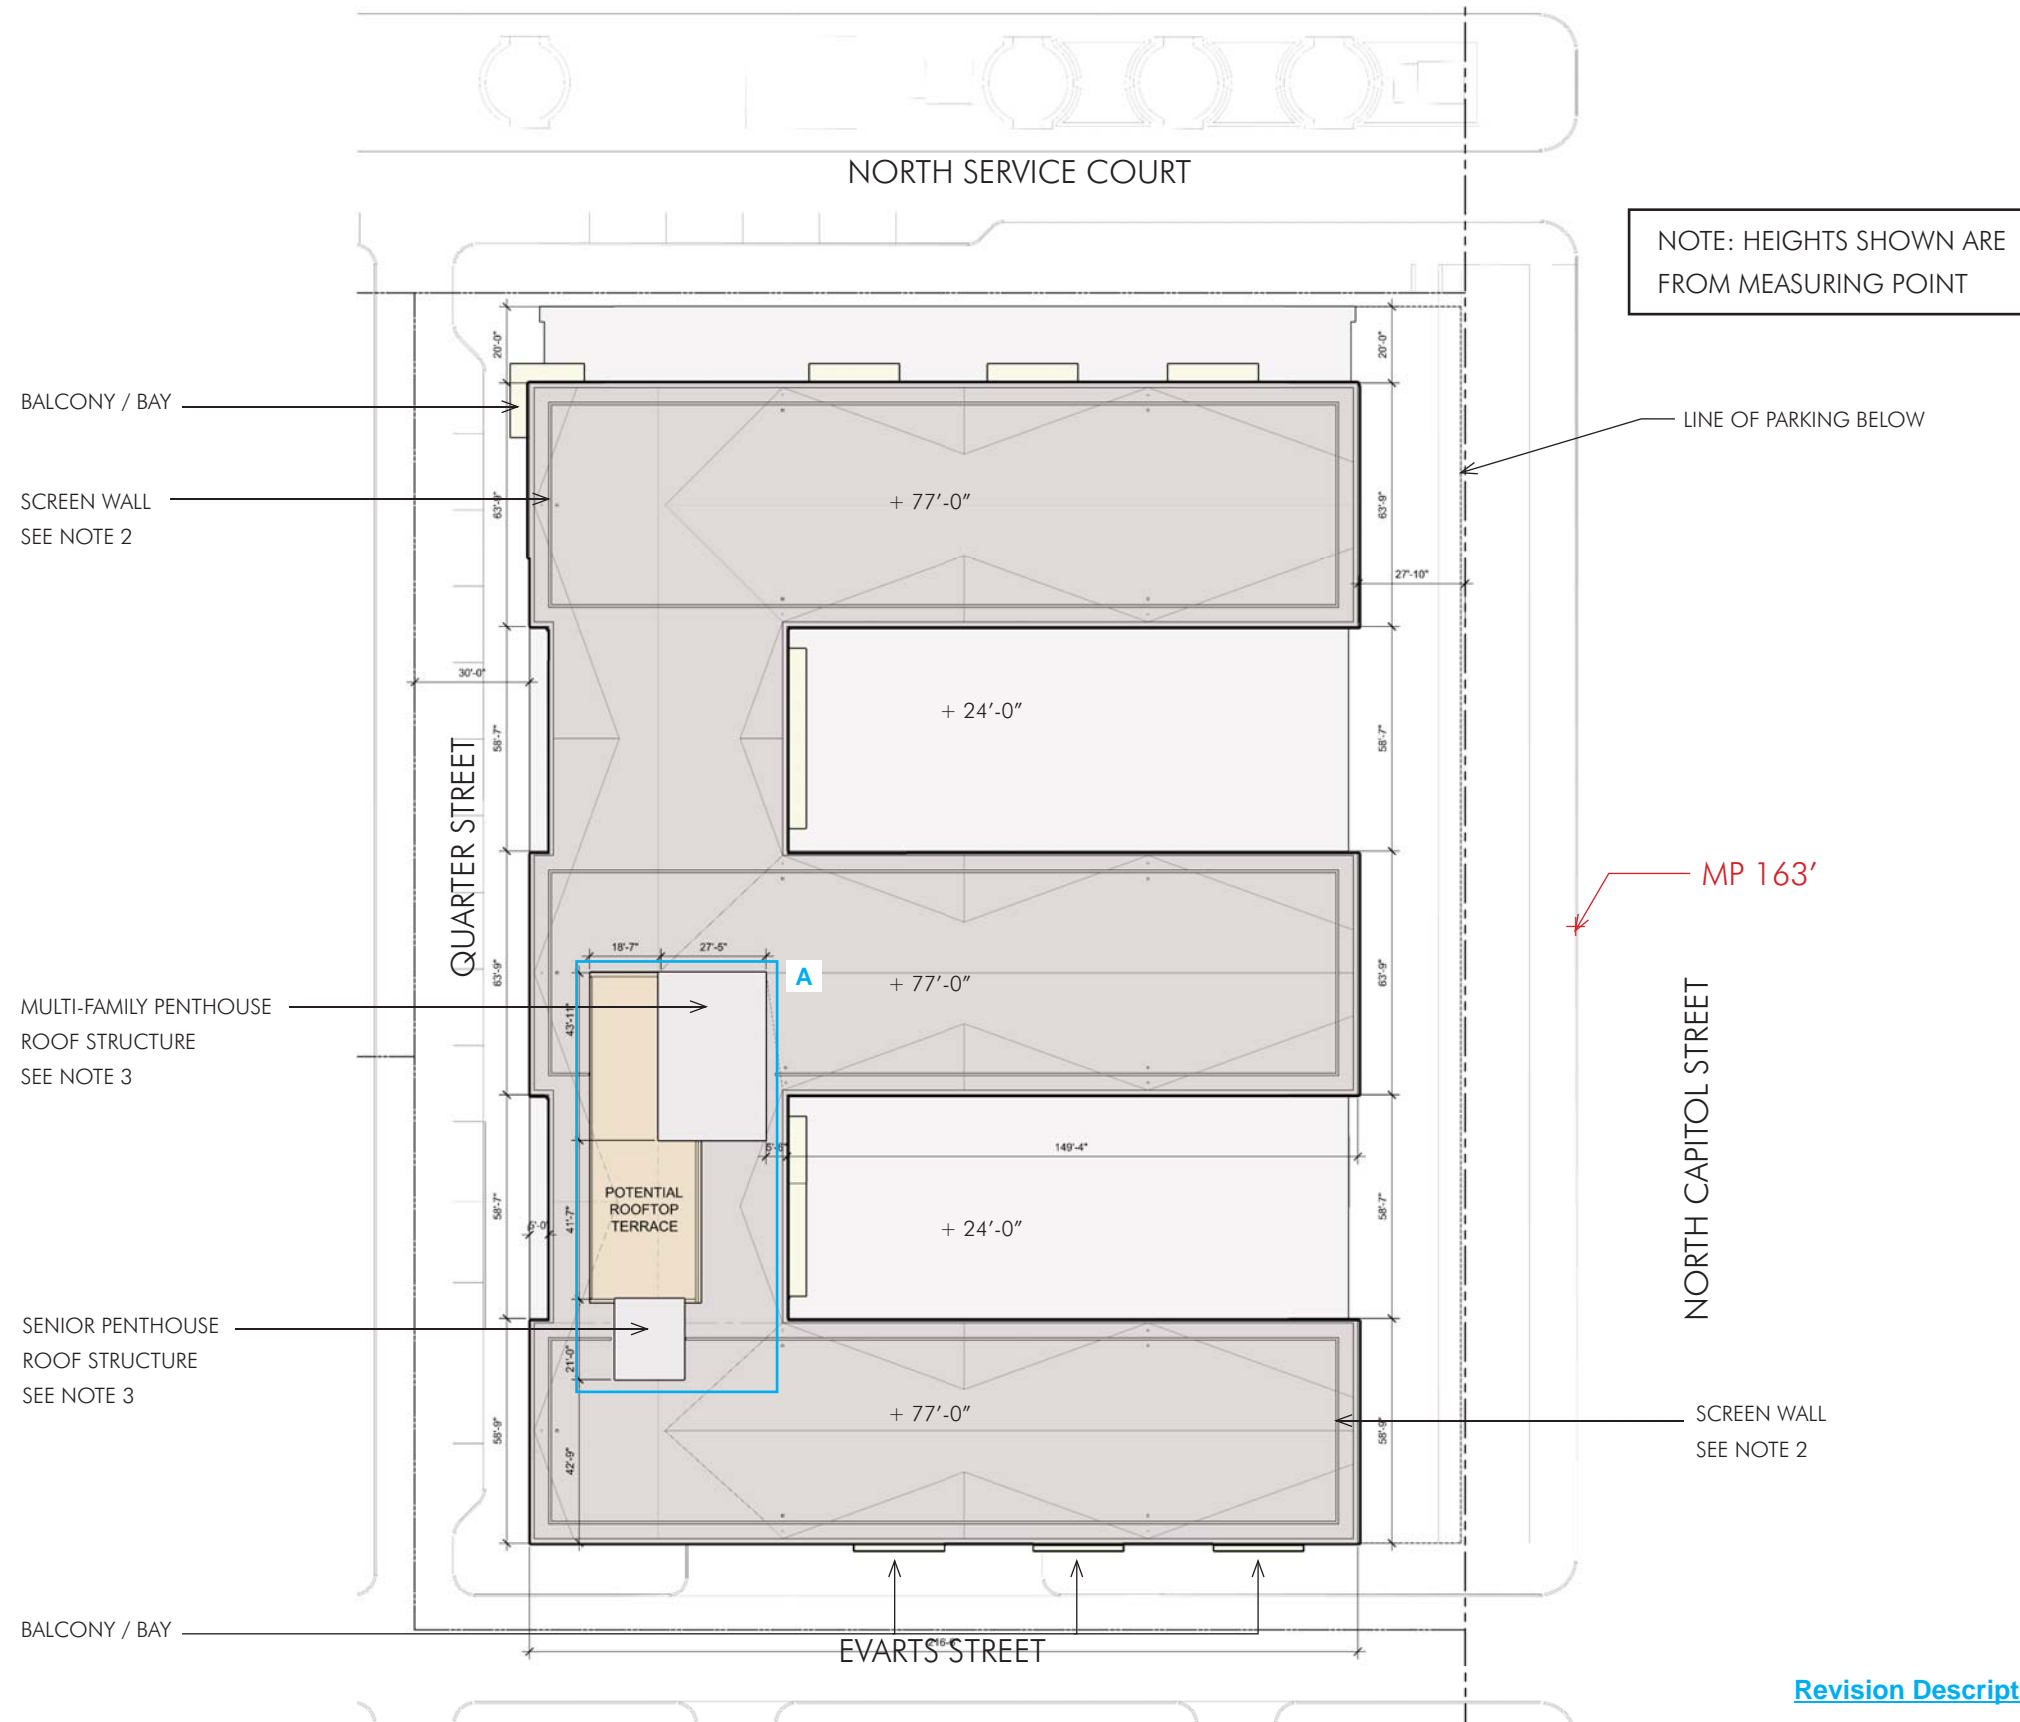 NORTH SERVICE COURT
NOTE: HEIGHTS SHOWN ARE
FROM MEASURING POINT
20'-0"
20'-0"
BALCONY / BAY
LINE OF PARKING BELOW
SCREEN WALL
SEE NOTE 2
63'-9"
+ 77'-0"
63'-9"
27'-10"
30'-0"
58'-7"
+ 24'-0"
58'-7"
QUARTER STREET
MP 163'
18'-7"
27'-5"
A
63'-9"
+ 77'-0"
63'-9"
MULTI-FAMILY PENTHOUSE
ROOF STRUCTURE
SEE NOTE 3
43'-11"
NORTH CAPITOL STREET
149'-4"
58'-7"
41'-7"
POTENTIAL
ROOFTOP
TERRACE
+ 24'-0"
58'-7"
SENIOR PENTHOUSE
ROOF STRUCTURE
SEE NOTE 3
21'-0"
58'-9"
42'-9"
+ 77'-0"
58'-9"
SCREEN WALL
SEE NOTE 2
BALCONY / BAY
EVARTS STREET
Revision Descript